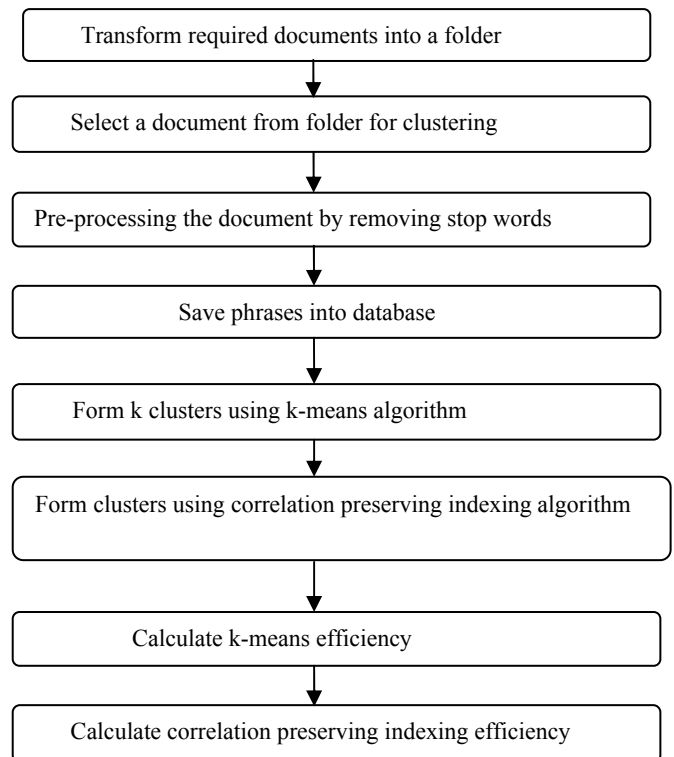 Transform required documents into a folder
Select a document from folder for clustering
Pre-processing the document by removing stop words
Save phrases into database
Form k clusters using k-means algorithm
Form clusters using correlation preserving indexing algorithm
Calculate k-means efficiency
Calculate correlation preserving indexing efficiency